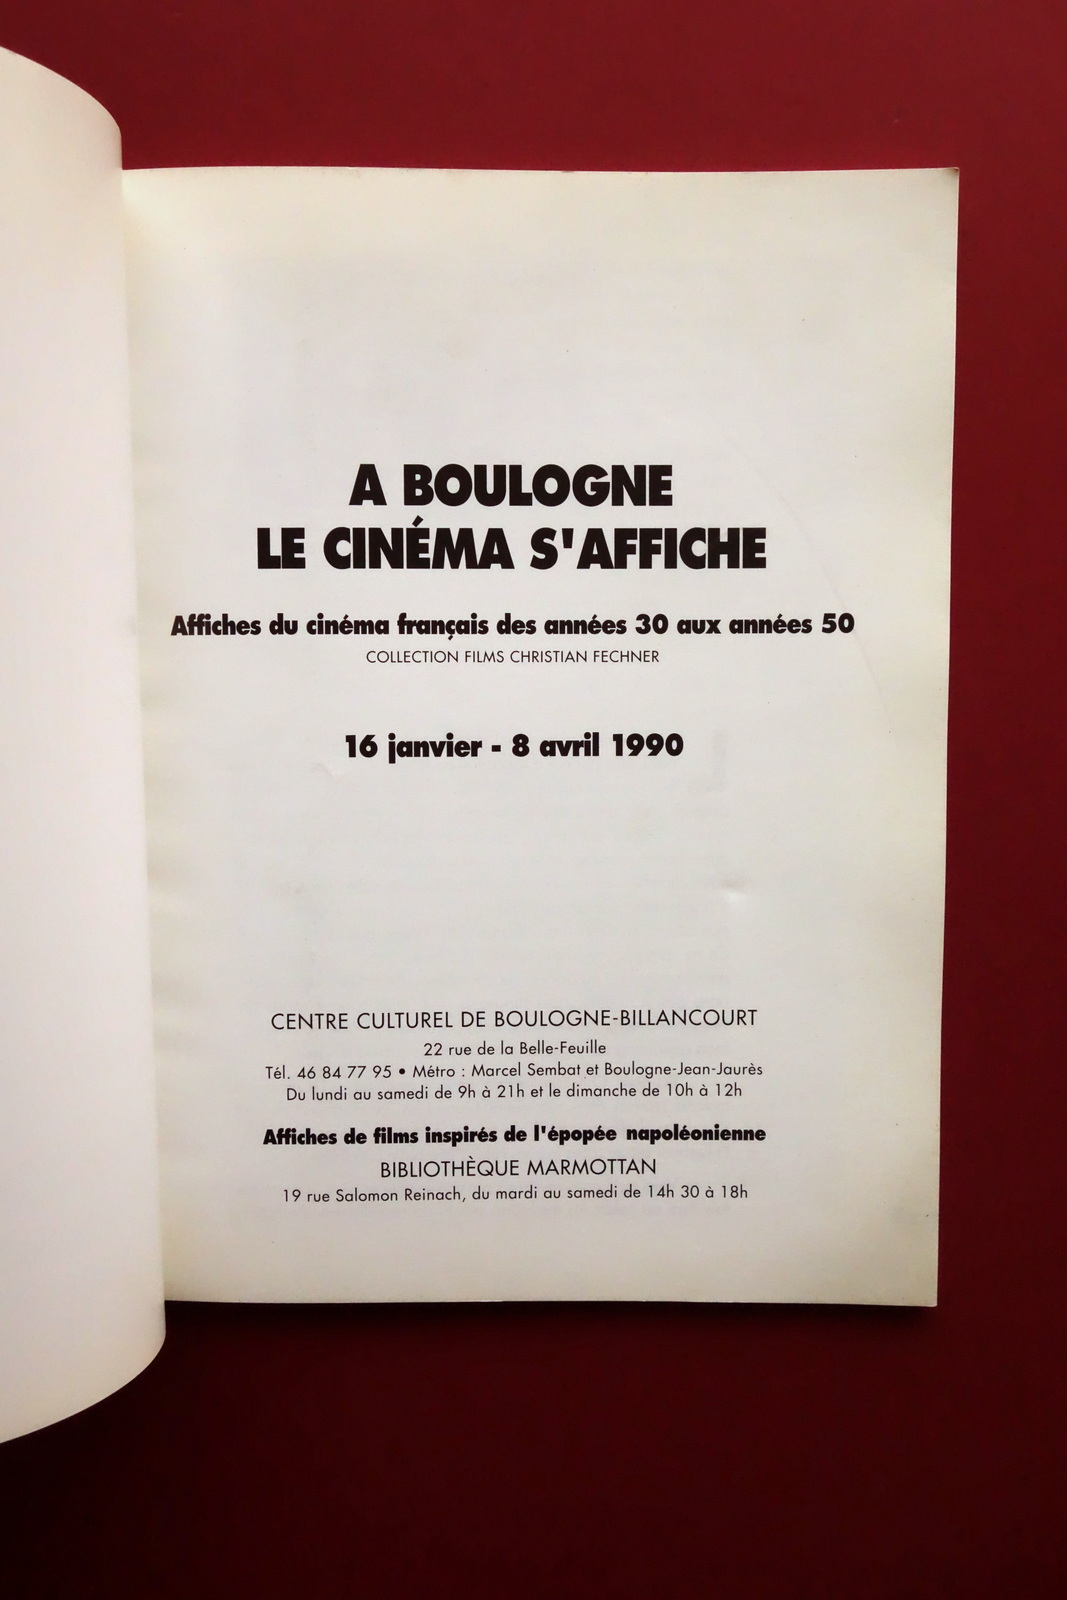 A BOULOGNE
LE CINÉMA S'AFFICHE
Affiches du cinéma français des années 30 aux années 50
COLLECTION FILMS CHRISTIAN FECHNER
16 janvier - 8 avril 1990
CENTRE CULTUREL DE BOULOGNE-BILLANCOURT
22 rue de la Belle-Feuille
Tél. 46 84 77 95 • Métro : Marcel Sembat et Boulogne-Jean-Jaurès
Du lundi au samedi de 9h à 21h et le dimanche de 10h à 12h
Affiches de films inspirés de l'épopée napoléonienne
BIBLIOTHÈQUE MARMOTTAN
19 rue Salomon Reinach, du mardi au samedi de 14h 30 à 18h